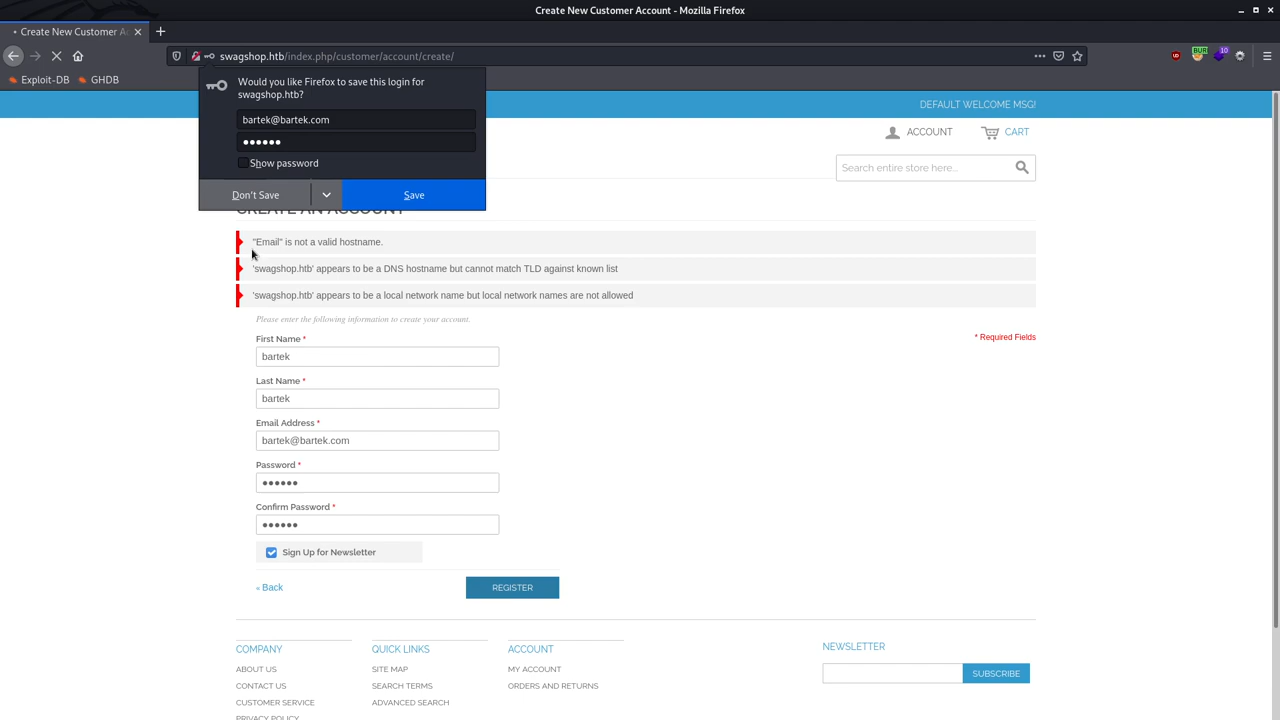 Create New Customer Account - Mozilla Firefox
Create New Customer Ac
swagshop.htb/index.php/customer/account/create/
BUR
10
Exploit-DB
GHDB
Would you like Firefox to save this login for
swagshop.htb?
bartek@bartek.com
••••••
Show password
Don't Save
Save
DEFAULT WELCOME MSG!
ACCOUNT
CART
Search entire store here...
CREATE AN ACCOUNT
"Email" is not a valid hostname.
'swagshop.htb' appears to be a DNS hostname but cannot match TLD against known list
'swagshop.htb' appears to be a local network name but local network names are not allowed
Please enter the following information to create your account.
* Required Fields
First Name *
bartek
Last Name *
bartek
Email Address *
bartek@bartek.com
Password *
••••••
Confirm Password *
••••••
Sign Up for Newsletter
« Back
REGISTER
COMPANY
ABOUT US
CONTACT US
CUSTOMER SERVICE
PRIVACY POLICY
QUICK LINKS
SITE MAP
SEARCH TERMS
ADVANCED SEARCH
ACCOUNT
MY ACCOUNT
ORDERS AND RETURNS
NEWSLETTER
SUBSCRIBE